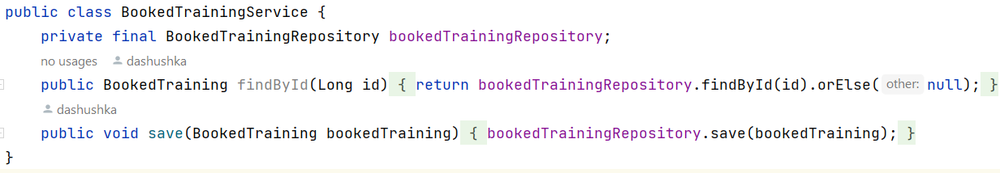 public class BookedTrainingService {
private final BookedTrainingRepository bookedTrainingRepository;
no usages dashushka
public BookedTraining findById(Long id) { return bookedTrainingRepository.findById(id).orElse( other: null); }
dashushka
public void save(BookedTraining bookedTraining) { bookedTrainingRepository.save(bookedTraining); }
}